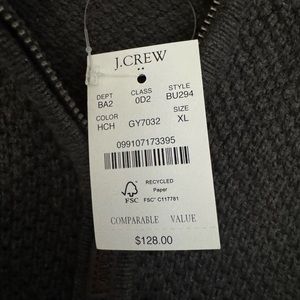 J.CREW
DEPT CLASS STYLE
BA2 0D2 BU294
COLOR SIZE
HCH GY7032 XL
099107173395
RECYCLED
Paper
FSC FSC® C117781
COMPARABLE VALUE
$128.00